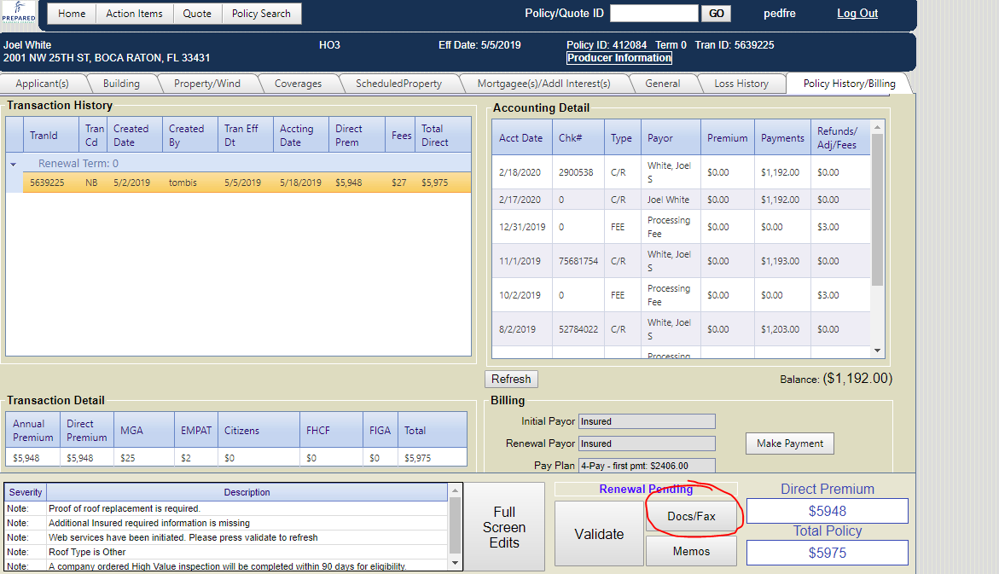 PREPARED
Home Action Items Quote Policy Search
Policy/Quote ID GO pedfre Log Out
Joel White HO3 Eff Date: 5/5/2019 Policy ID: 412084 Term 0 Tran ID: 5639225
2001 NW 25TH ST, BOCA RATON, FL 33431 Producer Information
Applicant(s) Building Property/Wind Coverages ScheduledProperty Mortgagee(s)/Addl Interest(s) General Loss History Policy History/Billing
Transaction History
TranId Tran Cd Created Date Created By Tran Eff Dt Accting Date Direct Prem Fees Total Direct
Renewal Term: 0
5639225 NB 5/2/2019 tombis 5/5/2019 5/18/2019 $5,948 $27 $5,975
Accounting Detail
Acct Date Chk# Type Payor Premium Payments Refunds/ Adj/Fees
2/18/2020 2900538 C/R White, Joel S $0.00 $1,192.00 $0.00
2/17/2020 0 C/R Joel White $0.00 $1,192.00 $0.00
12/31/2019 0 FEE Processing Fee $0.00 $0.00 $3.00
11/1/2019 75681754 C/R White, Joel S $0.00 $1,193.00 $0.00
10/2/2019 0 FEE Processing Fee $0.00 $0.00 $3.00
8/2/2019 52784022 C/R White, Joel S $0.00 $1,203.00 $0.00
Processing
Refresh Balance: ($1,192.00)
Transaction Detail
Annual Premium Direct Premium MGA EMPAT Citizens FHCF FIGA Total
$5,948 $5,948 $25 $2 $0 $0 $0 $5,975
Billing
Initial Payor Insured
Renewal Payor Insured
Pay Plan 4-Pay - first pmt: $2406.00
Make Payment
Severity Description
Note: Proof of roof replacement is required.
Note: Additional Insured required information is missing
Note: Web services have been initiated. Please press validate to refresh
Note: Roof Type is Other
Note: A company ordered High Value inspection will be completed within 90 days for eligibility.
Full
Screen
Edits
Renewal Pending
Validate
Docs/Fax
Memos
Direct Premium
$5948
Total Policy
$5975